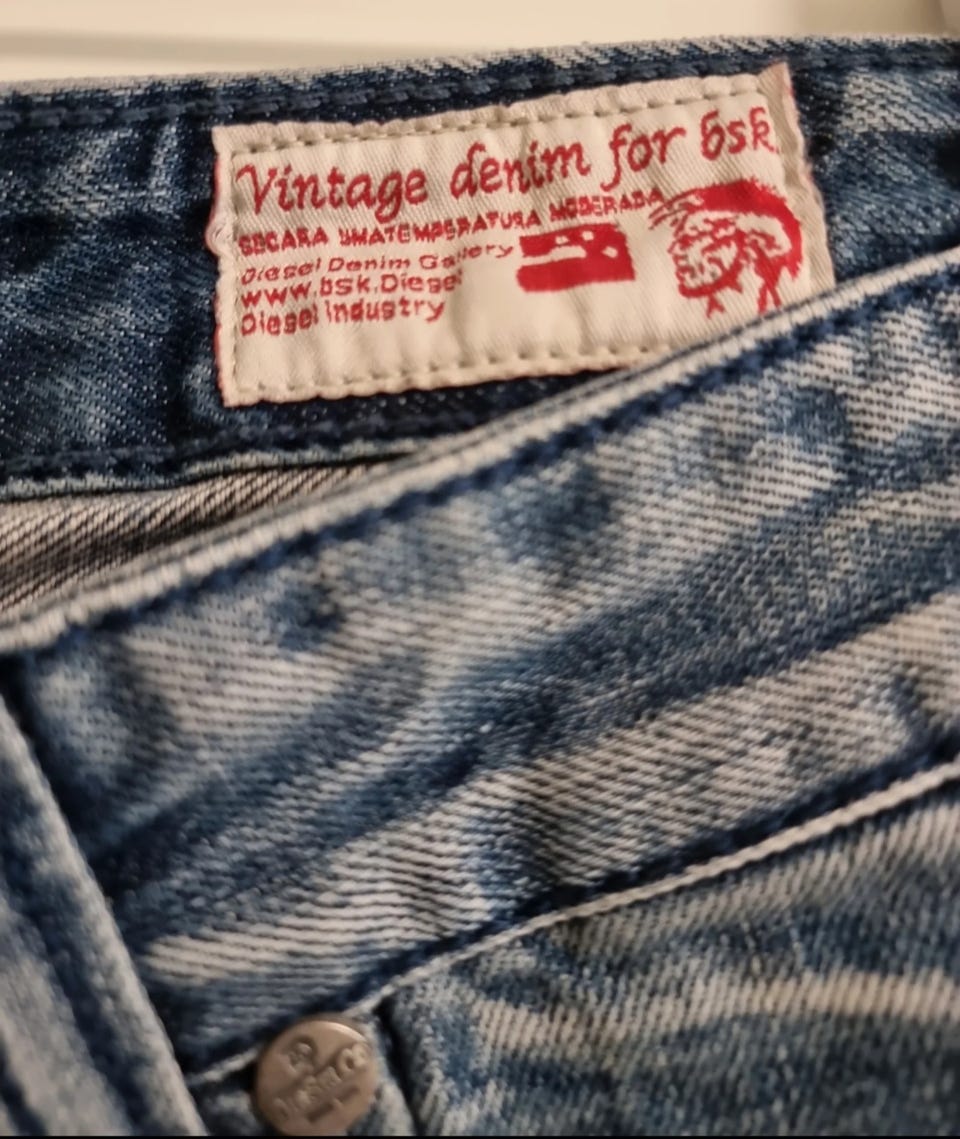 Vintage denim for bsk
SECARA UMATEMPERATURA MODERADA
Diesel Denim Gallery
www.bsk.Diesel
Diesel Industry